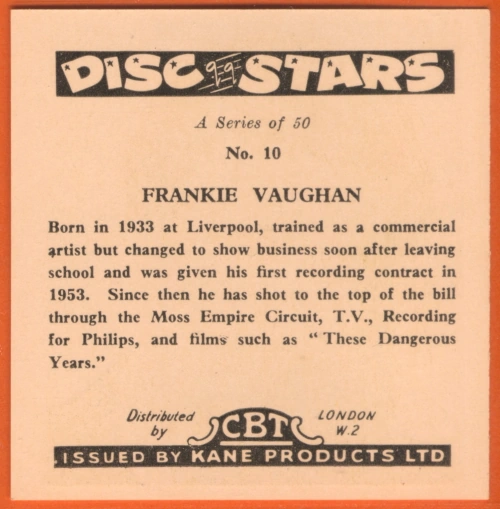 DISC STARS
A Series of 50
No. 10
FRANKIE VAUGHAN
Born in 1933 at Liverpool, trained as a commercial
artist but changed to show business soon after leaving
school and was given his first recording contract in
1953. Since then he has shot to the top of the bill
through the Moss Empire Circuit, T.V., Recording
for Philips, and films such as "These Dangerous
Years."
Distributed by
CBT
LONDON W.2
ISSUED BY KANE PRODUCTS LTD